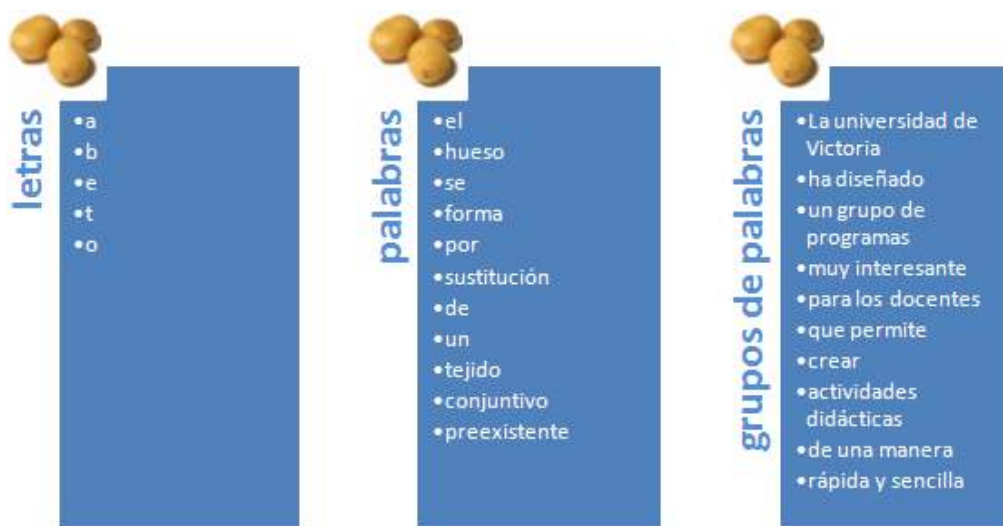 letras
•a
•b
•e
•t
•o
palabras
•el
•hueso
•se
•forma
•por
•sustitución
•de
•un
•tejido
•conjuntivo
•preexistente
grupos de palabras
•La universidad de
Victoria
•ha diseñado
•un grupo de
programas
•muy interesante
•para los docentes
•que permite
•crear
•actividades
didácticas
•de una manera
•rápida y sencilla